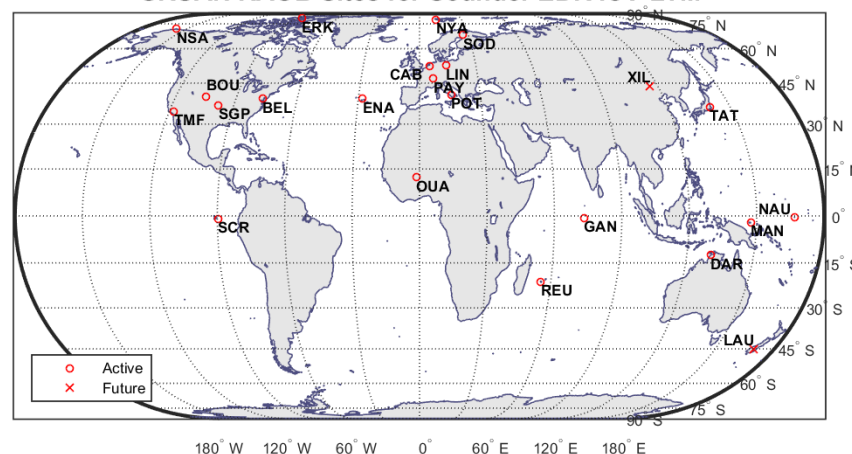 90° N
75° N
ERK
NYA
NSA
SOD
60° N
CAB
LIN
XIL
45° N
BOU
PAY
SGP
BEL
ENA
POT
TMF
TAT
30° N
15° N
OUA
NAU
0°
SCR
GAN
MAN
15° S
DAR
REU
30° S
LAU
45° S
Active
Future
60° S
75° S
90° S
180° W 120° W 60° W 0° 60° E 120° E 180° E